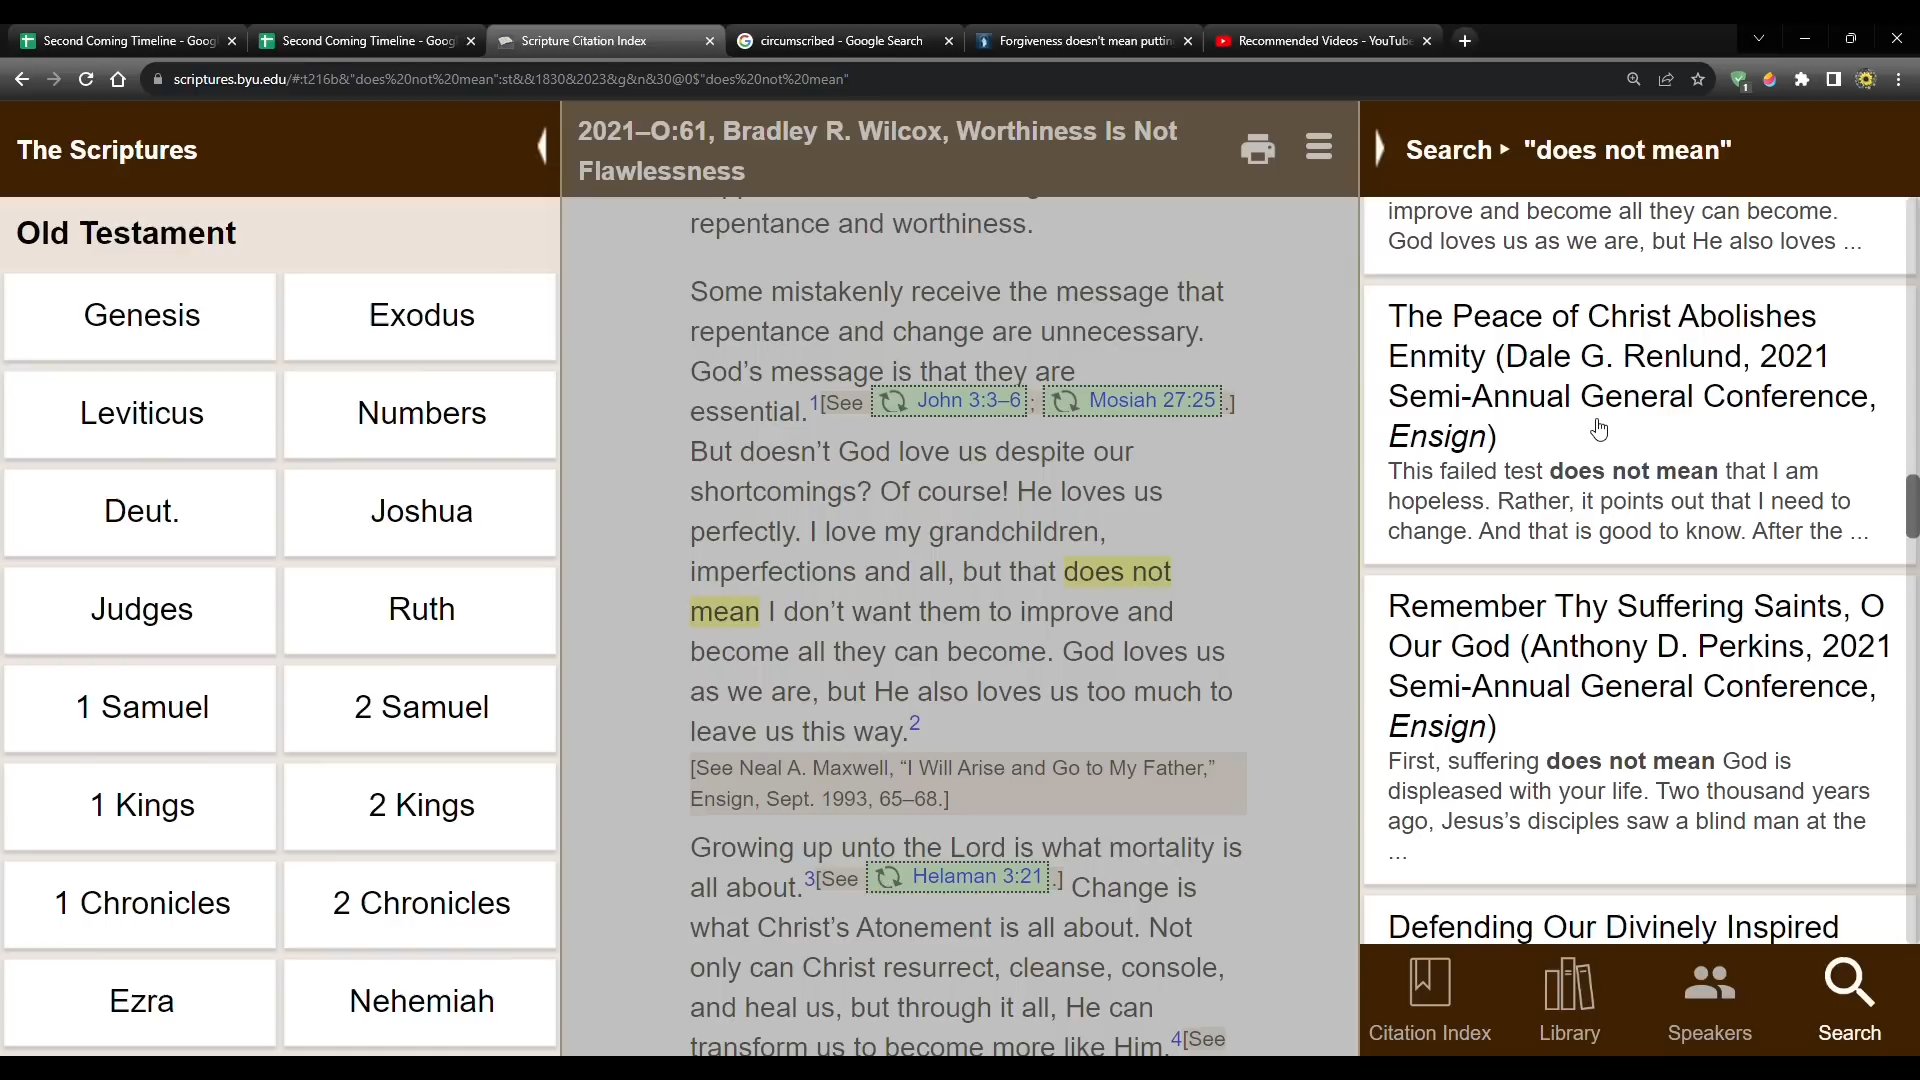 Second Coming Timeline - Goog
Second Coming Timeline - Goog
Scripture Citation Index
circumscribed - Google Search
Forgiveness doesn't mean puttin
Recommended Videos - YouTube
scriptures.byu.edu/#:t216b&"does%20not%20mean":st&&1830&2023&g&n&30@0$"does%20not%20mean"
1
The Scriptures
Old Testament
Genesis
Exodus
Leviticus
Numbers
Deut.
Joshua
Judges
Ruth
1 Samuel
2 Samuel
1 Kings
2 Kings
1 Chronicles
2 Chronicles
Ezra
Nehemiah
2021–O:61, Bradley R. Wilcox, Worthiness Is Not
Flawlessness
repentance and worthiness.
Some mistakenly receive the message that
repentance and change are unnecessary.
God’s message is that they are
essential.1[See John 3:3–6; Mosiah 27:25.]
But doesn’t God love us despite our
shortcomings? Of course! He loves us
perfectly. I love my grandchildren,
imperfections and all, but that does not
mean I don’t want them to improve and
become all they can become. God loves us
as we are, but He also loves us too much to
leave us this way.2
[See Neal A. Maxwell, “I Will Arise and Go to My Father,”
Ensign, Sept. 1993, 65–68.]
Growing up unto the Lord is what mortality is
all about.3[See Helaman 3:21.] Change is
what Christ’s Atonement is all about. Not
only can Christ resurrect, cleanse, console,
and heal us, but through it all, He can
transform us to become more like Him.4[See
Search ▸ "does not mean"
improve and become all they can become.
God loves us as we are, but He also loves ...
The Peace of Christ Abolishes
Enmity (Dale G. Renlund, 2021
Semi-Annual General Conference,
Ensign)
This failed test does not mean that I am
hopeless. Rather, it points out that I need to
change. And that is good to know. After the ...
Remember Thy Suffering Saints, O
Our God (Anthony D. Perkins, 2021
Semi-Annual General Conference,
Ensign)
First, suffering does not mean God is
displeased with your life. Two thousand years
ago, Jesus’s disciples saw a blind man at the
...
Defending Our Divinely Inspired
Citation Index
Library
Speakers
Search